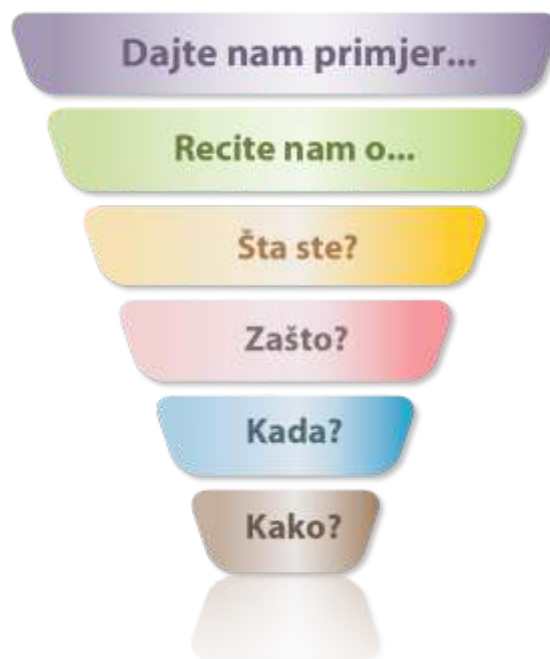 Dajte nam primjer...
Recite nam o...
Šta ste?
Zašto?
Kada?
Kako?